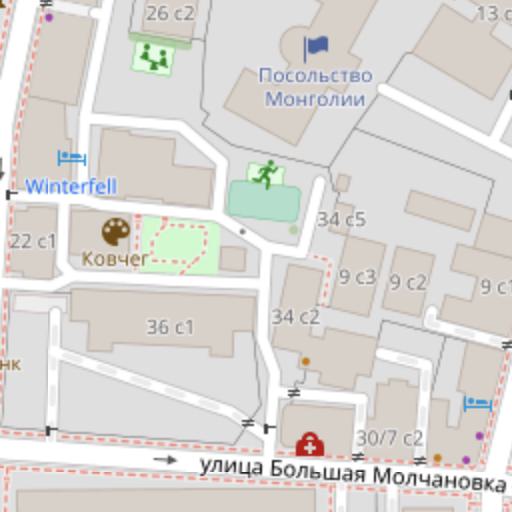 26 с2
13 с
Посольство
Монголии
Winterfell
34 с5
22 с1
Ковчег
9 с3
9 с2
9 с1
34 с2
36 с1
нк
30/7 с2
улица Большая Молчановка